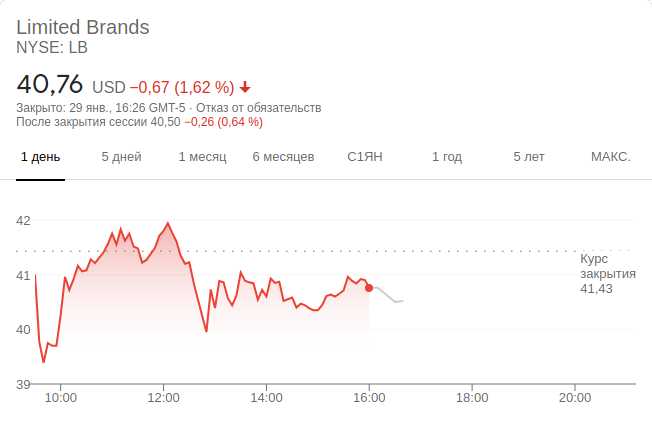 Limited Brands
NYSE: LB
40,76 USD −0,67 (1,62 %)
Закрыто: 29 янв., 16:26 GMT-5 · Отказ от обязательств
После закрытия сессии 40,50 −0,26 (0,64 %)
1 день 5 дней 1 месяц 6 месяцев С1ЯН 1 год 5 лет МАКС.
42
Курс
закрытия
41,43
41
40
39
10:00 12:00 14:00 16:00 18:00 20:00